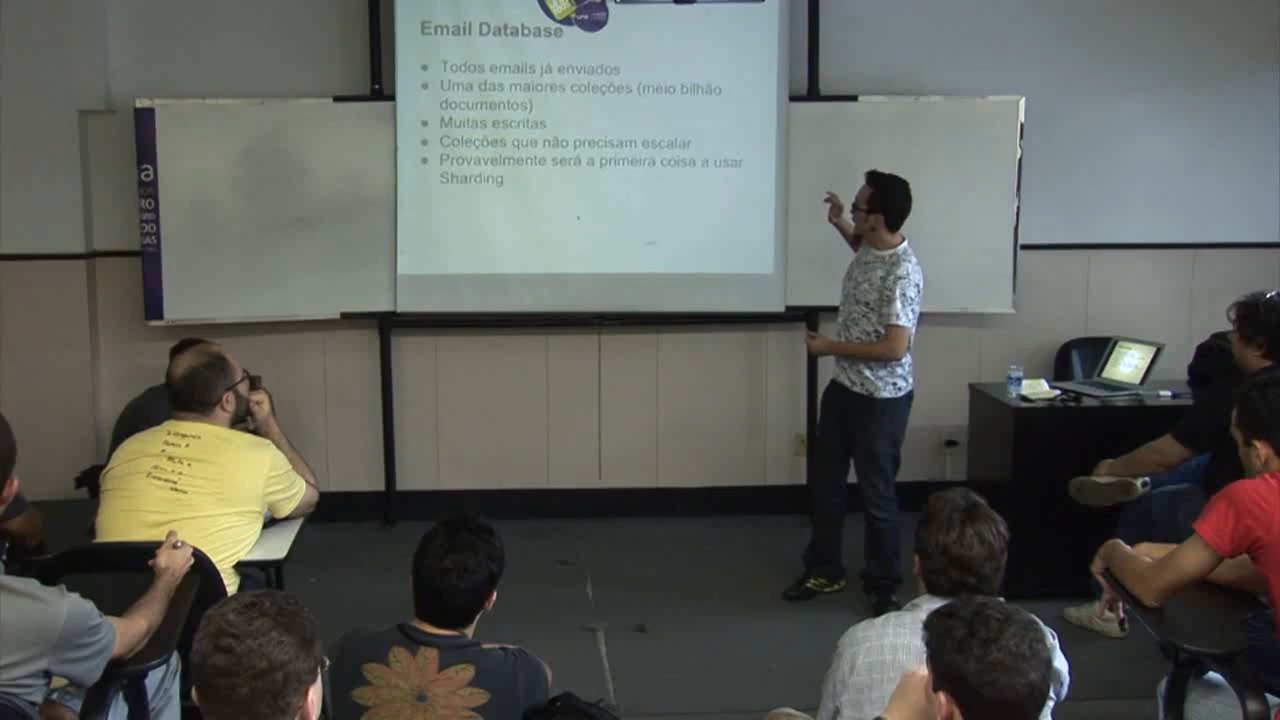 Email Database
● Todos emails já enviados
● Uma das maiores coleções (meio bilhão
documentos)
● Muitas escritas
● Coleções que não precisam escalar
● Provavelmente será a primeira coisa a usar
Sharding